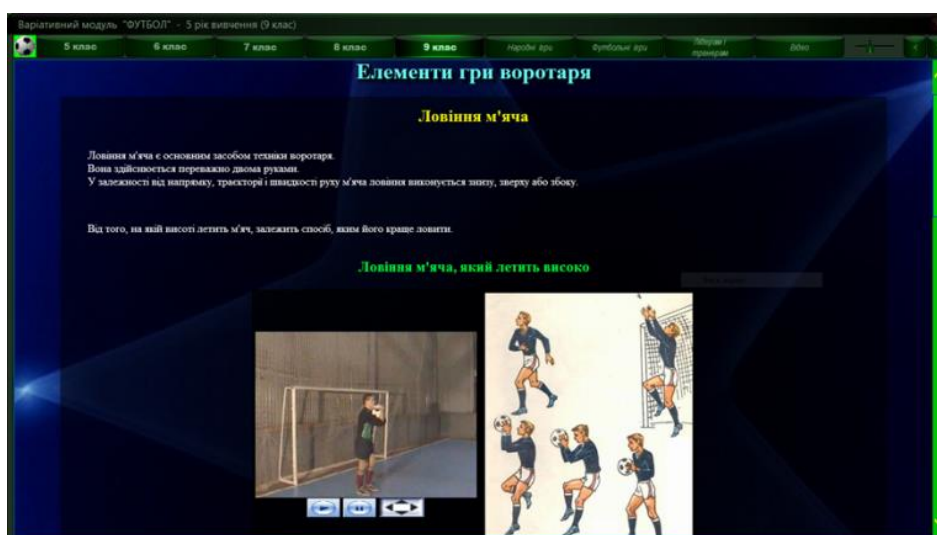 Варіативний модуль "ФУТБОЛ" - 5 рік вивчення (9 клас)
5 клас 6 клас 7 клас 8 клас 9 клас Народні ігри Футбольні ігри Відео
Елементи гри воротаря
Ловіння м'яча
Ловіння м'яча є основним засобом техніки воротаря.
Вона здійснюється переважно двома руками.
У залежності від напрямку, траєкторії і швидкості руху м'яча ловіння виконується знизу, зверху або збоку.
Від того, на якій висоті летить м'яч, залежить спосіб, яким його краще ловити.
Ловіння м'яча, який летить високо